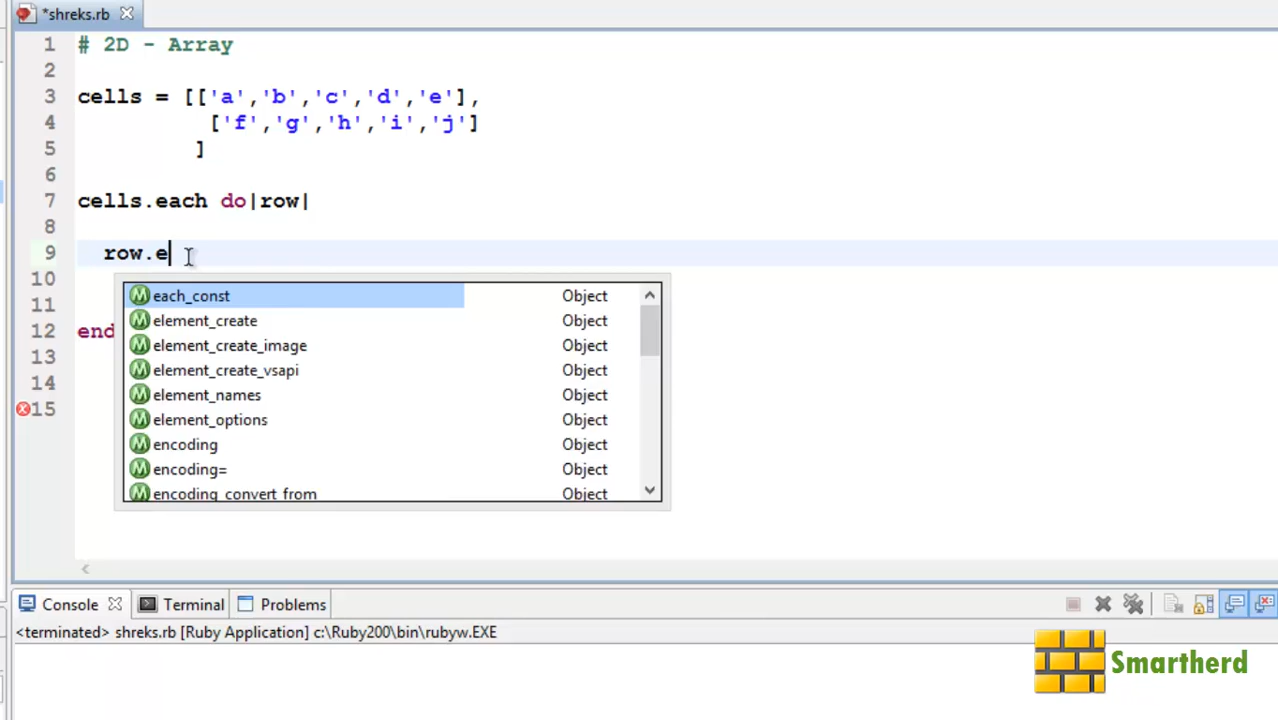 *shreks.rb
1 # 2D - Array
2
3 cells = [['a','b','c','d','e'],
4 ['f','g','h','i','j']
5 ]
6
7 cells.each do|row|
8
9 row.e
10
11
12 end
13
14
15
each_const Object
element_create Object
element_create_image Object
element_create_vsapi Object
element_names Object
element_options Object
encoding Object
encoding= Object
encoding_convert_from Object
Console Terminal Problems
<terminated> shreks.rb [Ruby Application] c:\Ruby200\bin\rubyw.EXE
Smartherd